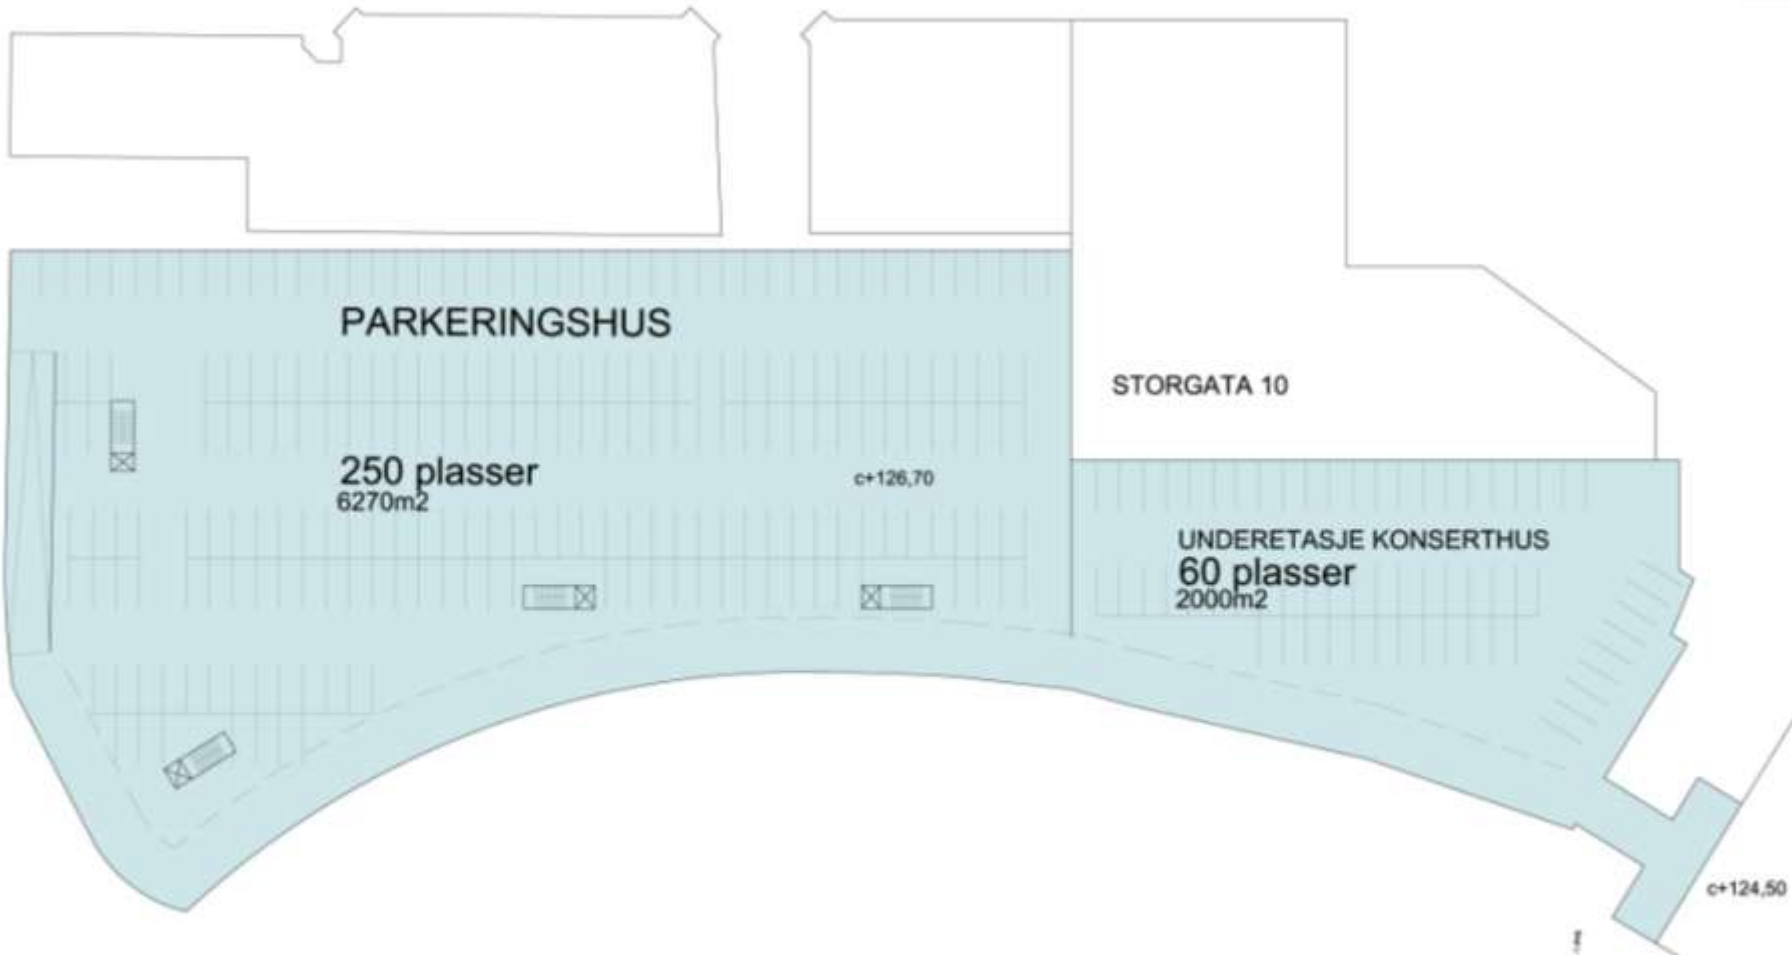 PARKERINGSHUS
STORGATA 10
250 plasser
6270m2
c+126,70
UNDERETASJE KONSERTHUS
60 plasser
2000m2
c+124,50